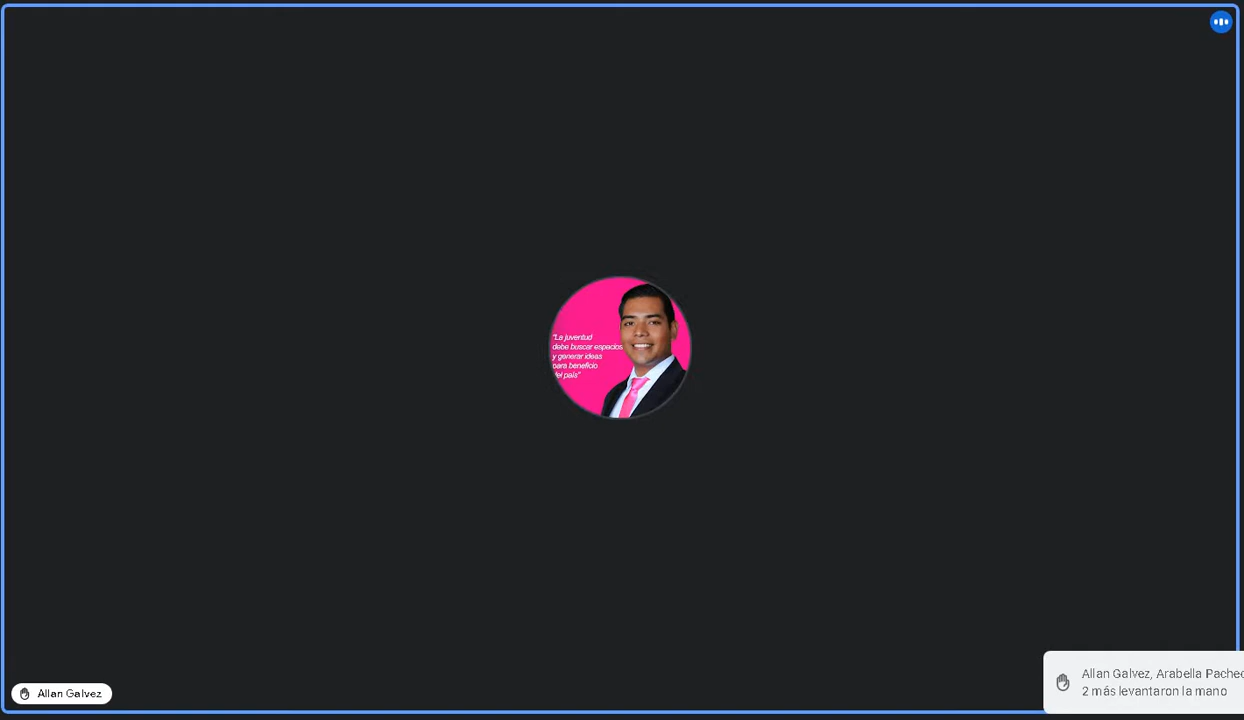 "La juventud
debe buscar espacios
y generar ideas
para beneficio
del país"
Allan Galvez
Allan Galvez, Arabella
2 más levantaron la mano